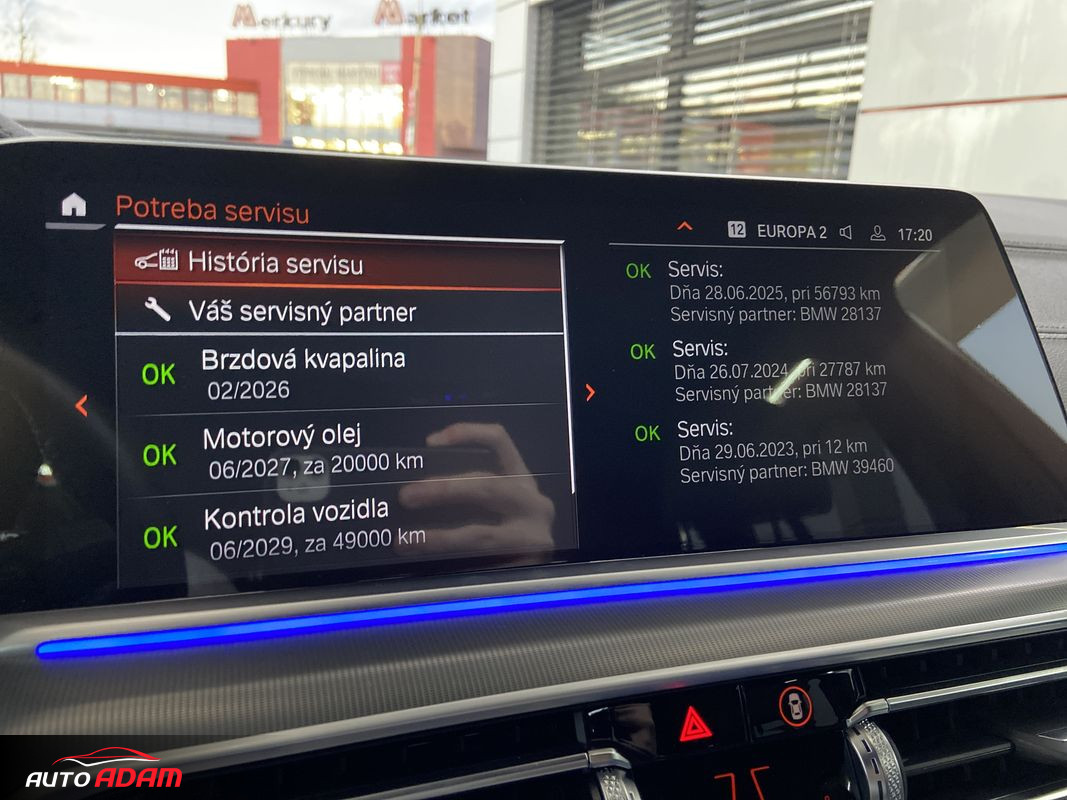 Merkury Market
Potreba servisu
12 EUROPA 2 17:20
História servisu
Váš servisný partner
OK Brzdová kvapalina
02/2026
OK Motorový olej
06/2027, za 20000 km
OK Kontrola vozidla
06/2029, za 49000 km
OK Servis:
Dňa 28.06.2025, pri 56793 km
Servisný partner: BMW 28137
OK Servis:
Dňa 26.07.2024, pri 27787 km
Servisný partner: BMW 28137
OK Servis:
Dňa 29.06.2023, pri 12 km
Servisný partner: BMW 39460
AUTO ADAM